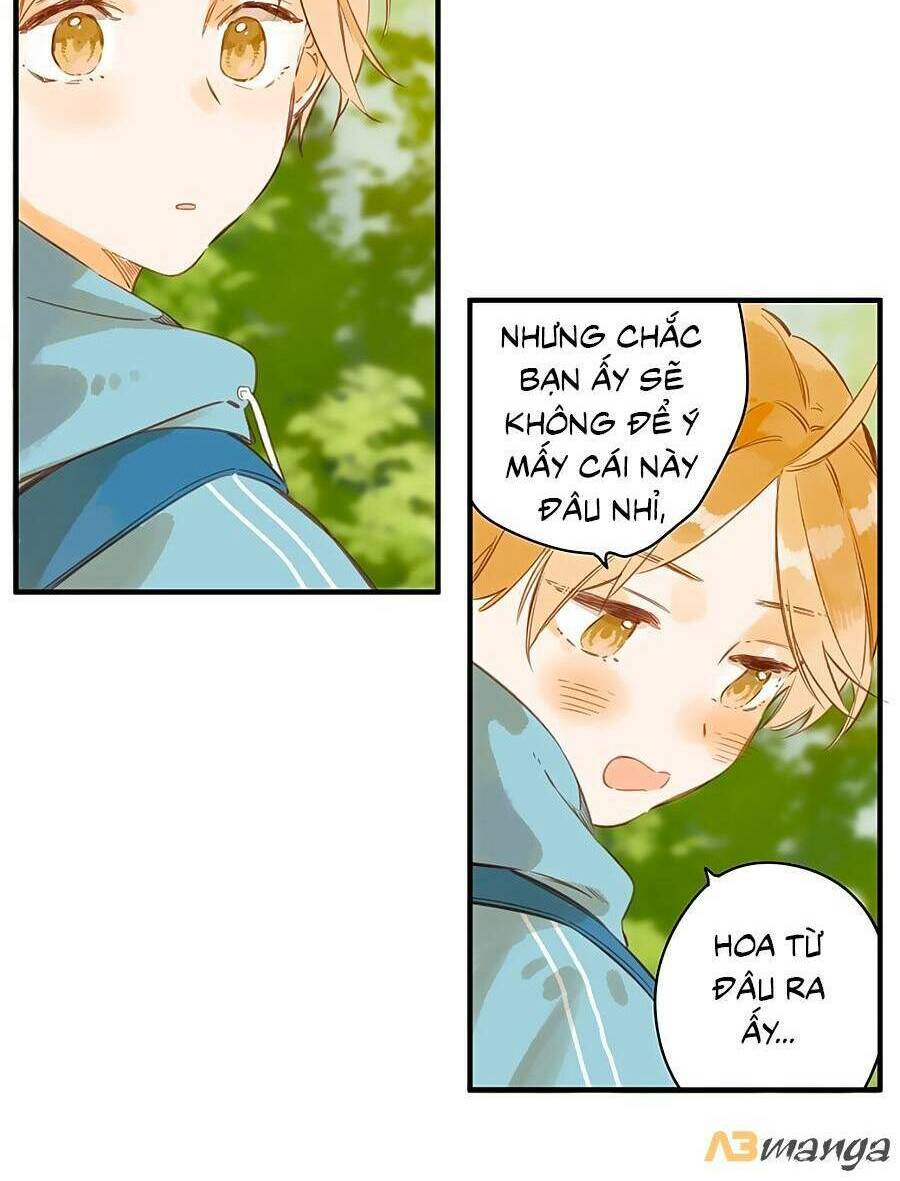 NHƯNG CHẮC
BẠN ẤY SẼ
KHÔNG ĐỂ Ý
MẤY CÁI NÀY
ĐÂU NHỈ,
HOA TỪ
ĐÂU RA
ẤY...
A3manga